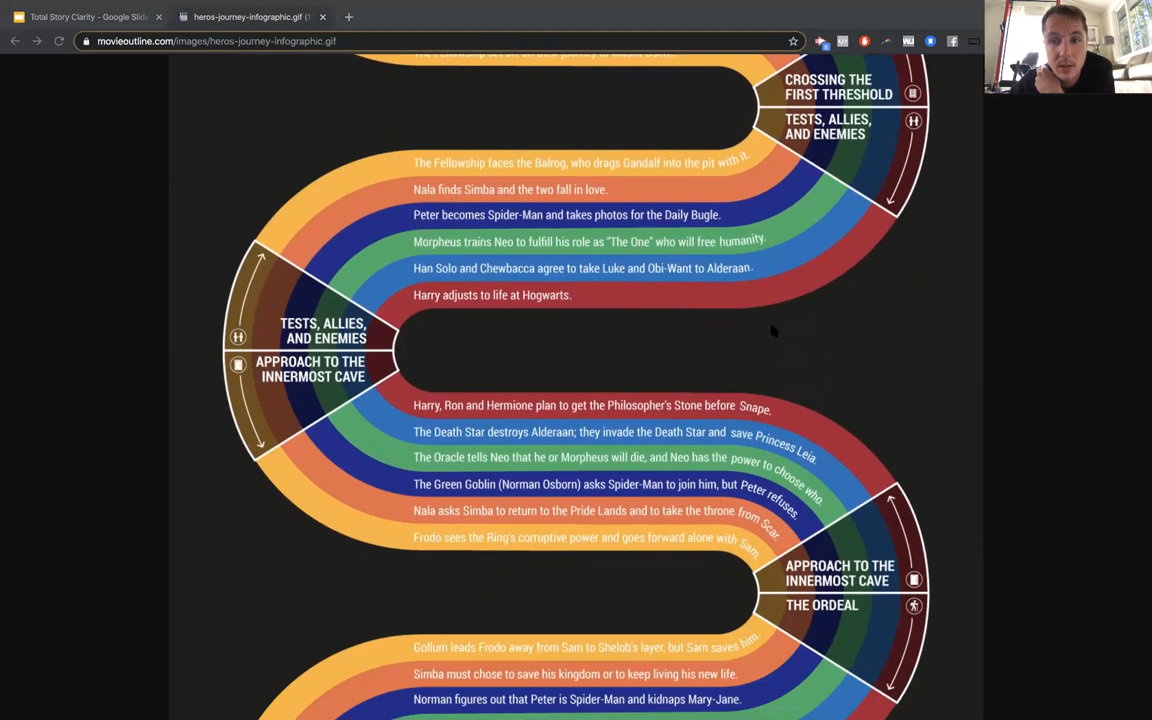 Total Story Clarity - Google Slid
heros-journey-infographic.gif (1
movieoutline.com/images/heros-journey-infographic.gif
CROSSING THE
FIRST THRESHOLD
TESTS, ALLIES,
AND ENEMIES
The Fellowship faces the Balrog, who drags Gandalf into the pit with it.
Nala finds Simba and the two fall in love.
Peter becomes Spider-Man and takes photos for the Daily Bugle.
Morpheus trains Neo to fulfill his role as "The One" who will free humanity.
Han Solo and Chewbacca agree to take Luke and Obi-Want to Alderaan.
Harry adjusts to life at Hogwarts.
TESTS, ALLIES,
AND ENEMIES
APPROACH TO THE
INNERMOST CAVE
Harry, Ron and Hermione plan to get the Philosopher's Stone before Snape.
The Death Star destroys Alderaan; they invade the Death Star and save Princess Leia.
The Oracle tells Neo that he or Morpheus will die, and Neo has the power to choose who.
The Green Goblin (Norman Osborn) asks Spider-Man to join him, but Peter refuses.
Nala asks Simba to return to the Pride Lands and to take the throne from Scar.
Frodo sees the Ring's corruptive power and goes forward alone with Sam.
APPROACH TO THE
INNERMOST CAVE
THE ORDEAL
Gollum leads Frodo away from Sam to Shelob's layer, but Sam saves him.
Simba must chose to save his kingdom or to keep living his new life.
Norman figures out that Peter is Spider-Man and kidnaps Mary-Jane.